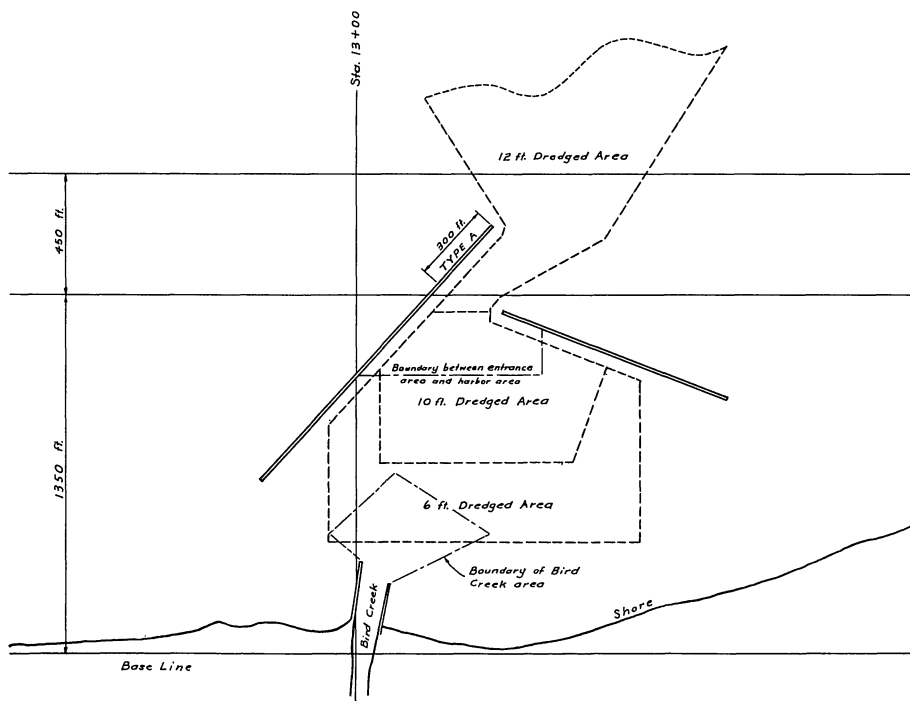 Sta. 13+00
12 ft. Dredged Area
450 ft.
300 ft.
TYPE A
Boundary between entrance
area and harbor area
10 ft. Dredged Area
1350 ft.
6 ft. Dredged Area
Boundary of Bird
Creek area
Bird Creek
Shore
Base Line